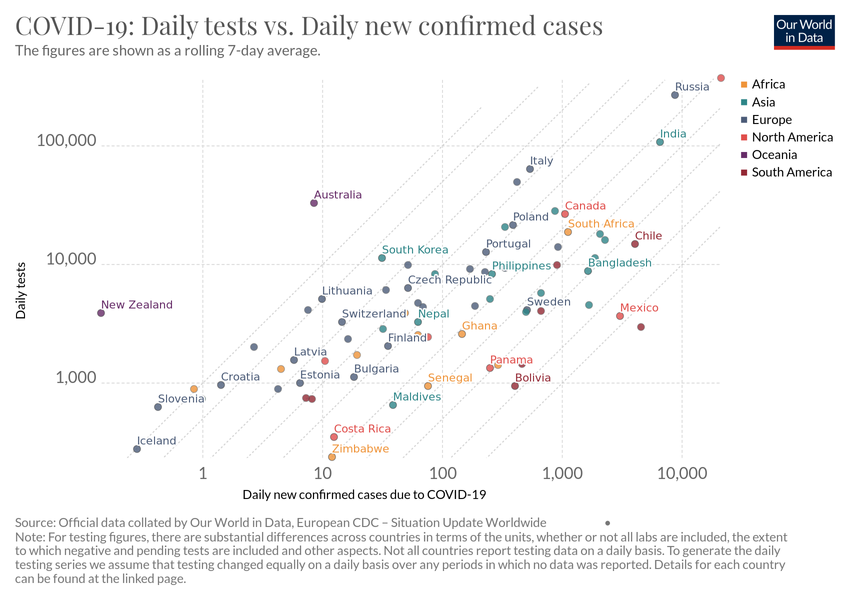 COVID-19: Daily tests vs. Daily new confirmed cases
The figures are shown as a rolling 7-day average.
Our World
in Data
Africa
Asia
Europe
North America
Oceania
South America
Daily tests
100,000
10,000
1,000
Russia
India
Italy
Australia
Canada
Poland
South Africa
Chile
South Korea
Portugal
Philippines
Bangladesh
Czech Republic
Lithuania
New Zealand
Sweden
Mexico
Switzerland
Nepal
Ghana
Finland
Latvia
Panama
Croatia
Estonia
Bulgaria
Senegal
Bolivia
Slovenia
Maldives
Costa Rica
Iceland
Zimbabwe
1
10
100
1,000
10,000
Daily new confirmed cases due to COVID-19
Source: Official data collated by Our World in Data, European CDC – Situation Update Worldwide
Note: For testing figures, there are substantial differences across countries in terms of the units, whether or not all labs are included, the extent
to which negative and pending tests are included and other aspects. Not all countries report testing data on a daily basis. To generate the daily
testing series we assume that testing changed equally on a daily basis over any periods in which no data was reported. Details for each country
can be found at the linked page.